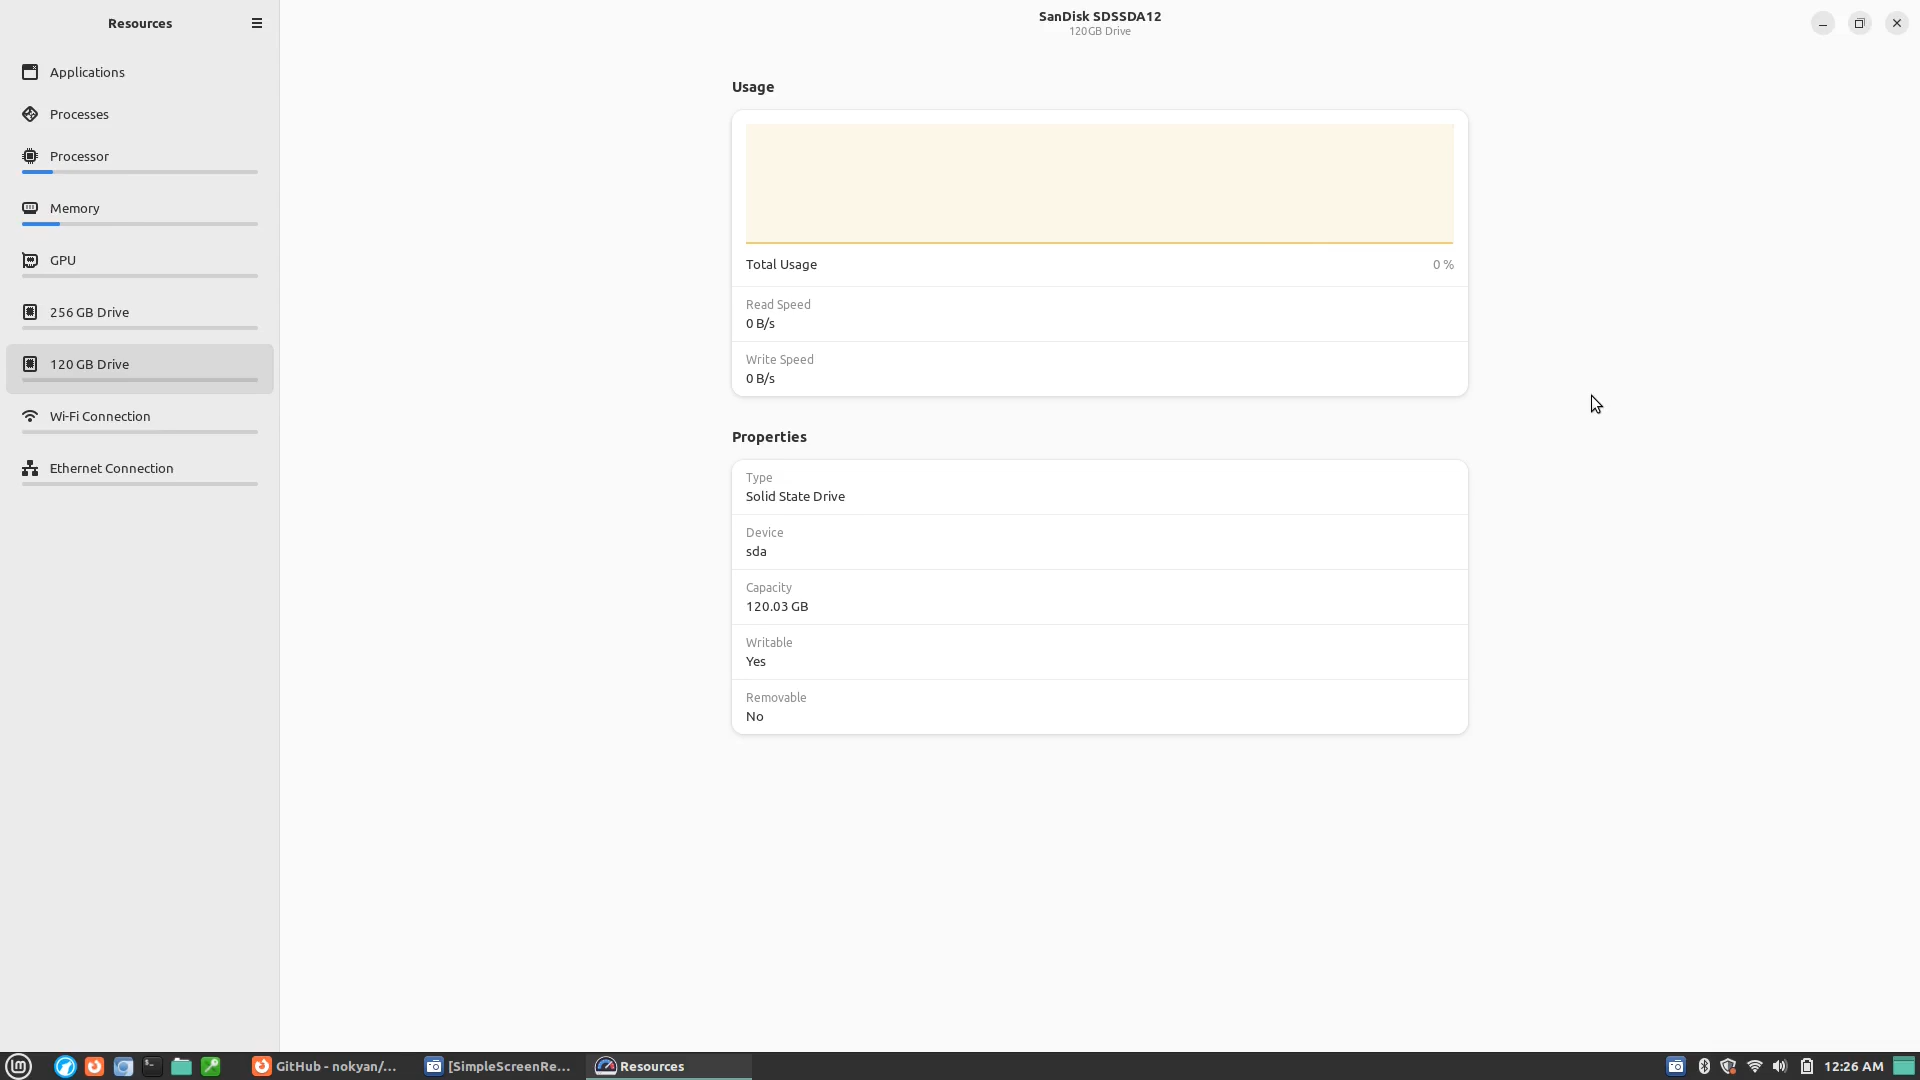 Resources
Applications
Processes
Processor
Memory
GPU
256 GB Drive
120 GB Drive
Wi-Fi Connection
Ethernet Connection
SanDisk SDSSDA12
120 GB Drive
Usage
Total Usage
0 %
Read Speed
0 B/s
Write Speed
0 B/s
Properties
Type
Solid State Drive
Device
sda
Capacity
120.03 GB
Writable
Yes
Removable
No
GitHub - nokyan/...
[SimpleScreenRe...
Resources
12:26 AM